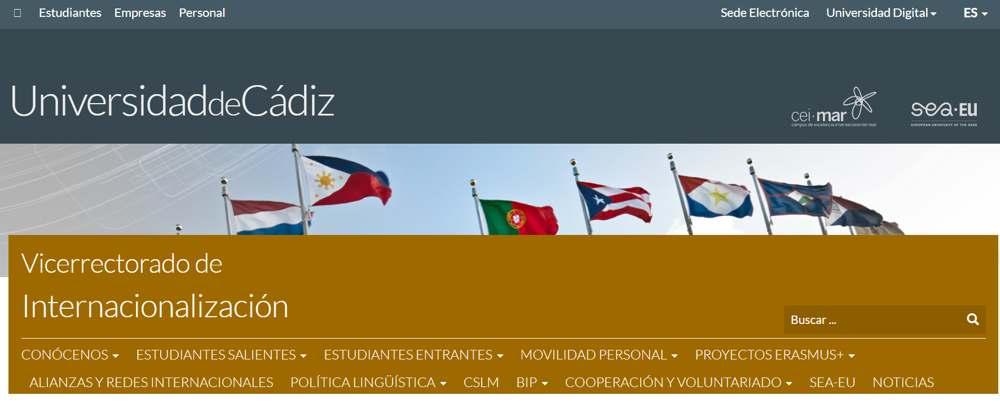 Estudiantes Empresas Personal Sede Electrónica Universidad Digital ES
UniversidaddeCádiz
cei·mar
campus de excelencia internacional del mar
sea·EU
EUROPEAN UNIVERSITY OF THE SEAS
Vicerrectorado de
Internacionalización
Buscar ...
CONÓCENOS ESTUDIANTES SALIENTES ESTUDIANTES ENTRANTES MOVILIDAD PERSONAL PROYECTOS ERASMUS+
ALIANZAS Y REDES INTERNACIONALES POLÍTICA LINGÜÍSTICA CSLM BIP COOPERACIÓN Y VOLUNTARIADO SEA-EU NOTICIAS